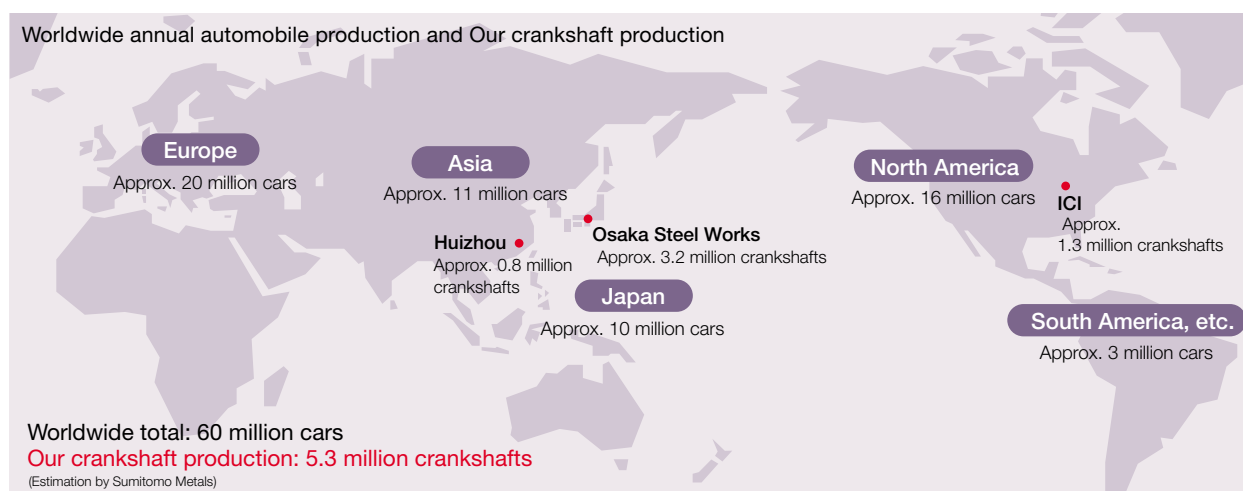 Worldwide annual automobile production and Our crankshaft production
Europe
Approx. 20 million cars
Asia
Approx. 11 million cars
Huizhou
Approx. 0.8 million
crankshafts
Osaka Steel Works
Approx. 3.2 million crankshafts
Japan
Approx. 10 million cars
North America
Approx. 16 million cars
ICI
Approx.
1.3 million crankshafts
South America, etc.
Approx. 3 million cars
Worldwide total: 60 million cars
Our crankshaft production: 5.3 million crankshafts
(Estimation by Sumitomo Metals)